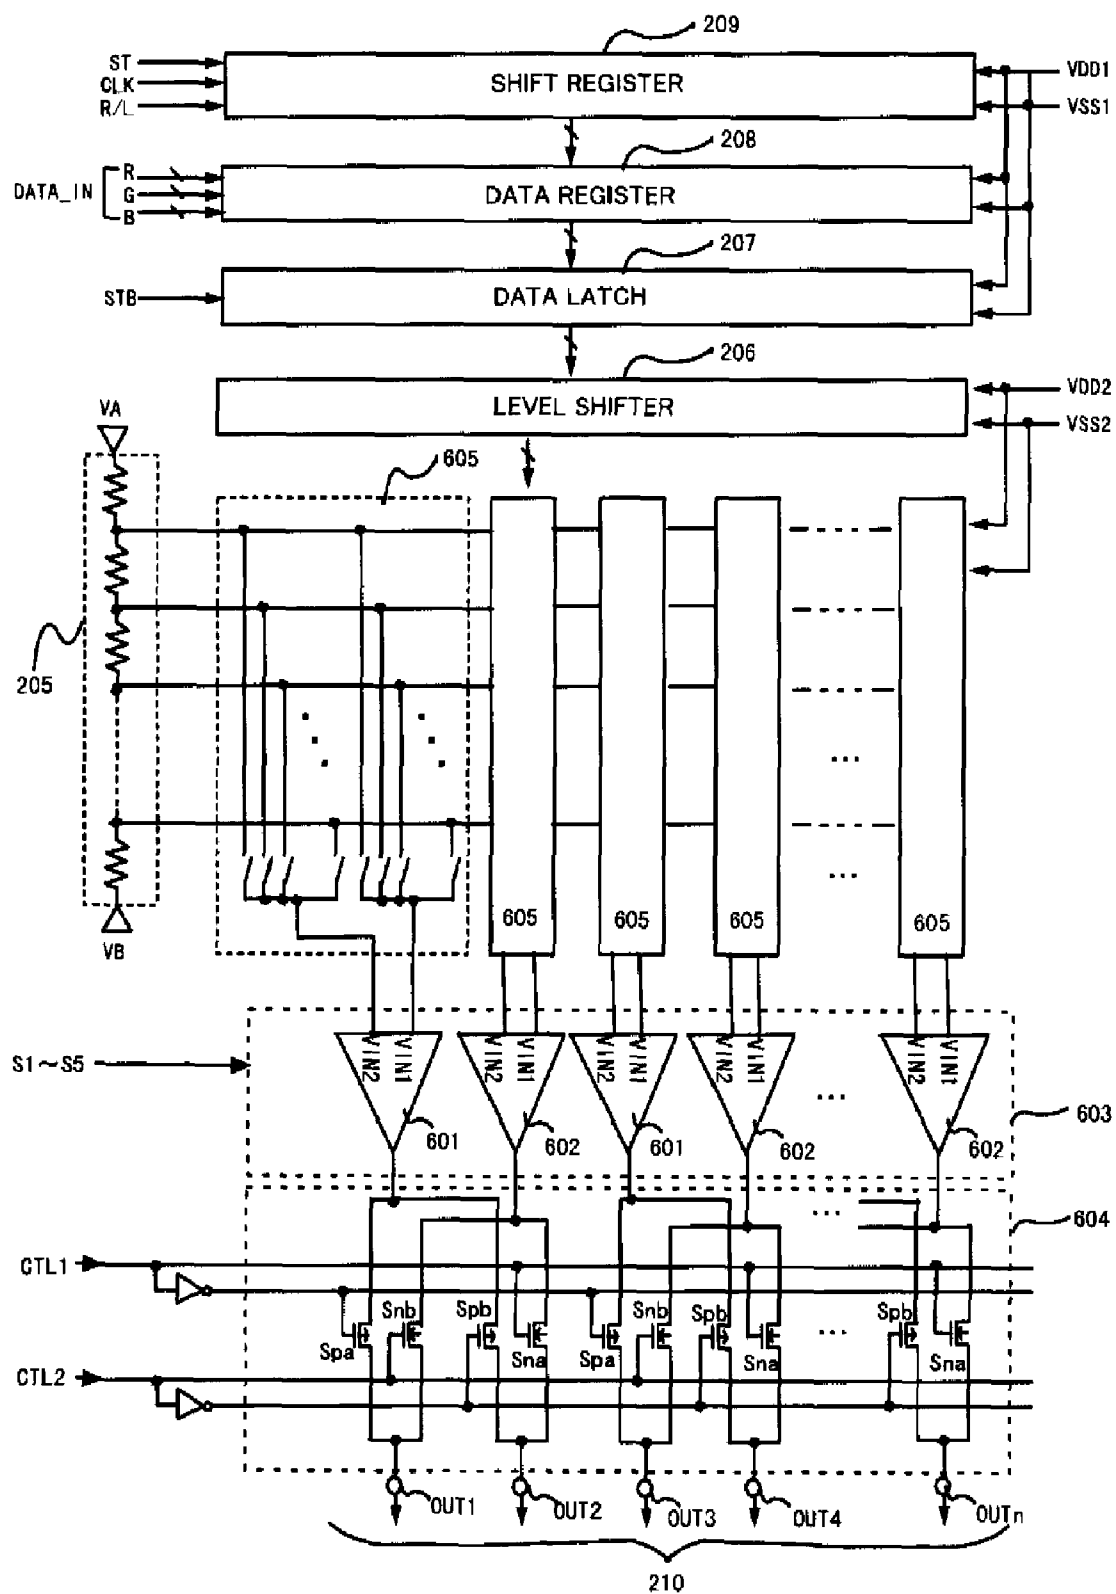 209
ST
CLK
R/L
SHIFT REGISTER
VDD1
VSS1
208
DATA_IN
R
G
B
DATA REGISTER
207
STB
DATA LATCH
206
LEVEL SHIFTER
VDD2
VSS2
VA
605
205
VB
605
605
605
605
S1~S5
VIN2
VIN1
VIN2
VIN1
VIN2
VIN1
VIN2
VIN1
VIN2
VIN1
601
602
601
602
602
603
604
CTL1
Spa
Snb
Spb
Sna
Spa
Snb
Spb
Sna
Spb
Sna
CTL2
OUT1
OUT2
OUT3
OUT4
OUTn
210